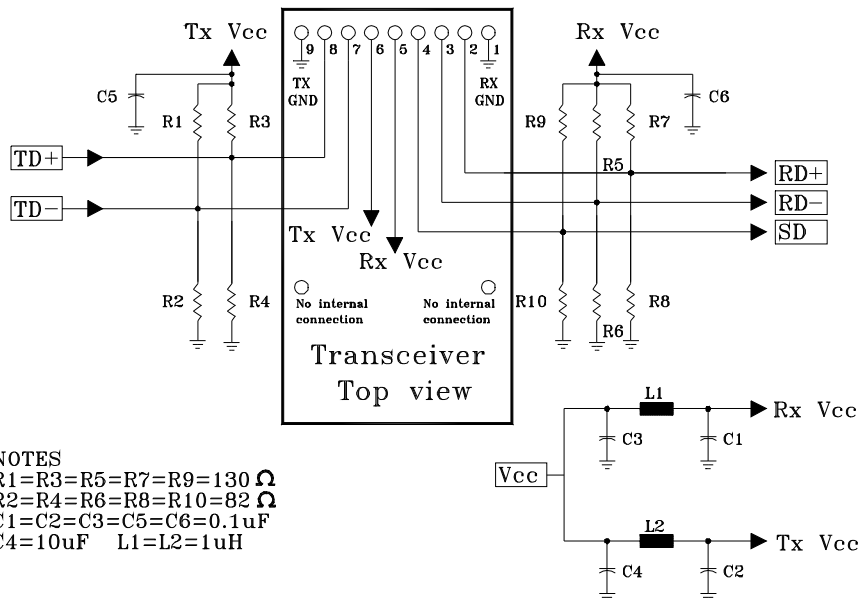 Tx Vcc
Rx Vcc
9 8 7 6 5 4 3 2 1
TX
GND
RX
GND
C5
C6
R1
R3
R9
R7
TD+
R5
RD+
TD-
RD-
SD
Tx Vcc
Rx Vcc
R2
R4
No internal
connection
No internal
connection
R10
R8
R6
Transceiver
Top view
L1
Rx Vcc
C3
C1
Vcc
L2
Tx Vcc
C4
C2
NOTES
R1=R3=R5=R7=R9=130 Ω
R2=R4=R6=R8=R10=82 Ω
C1=C2=C3=C5=C6=0.1uF
C4=10uF L1=L2=1uH